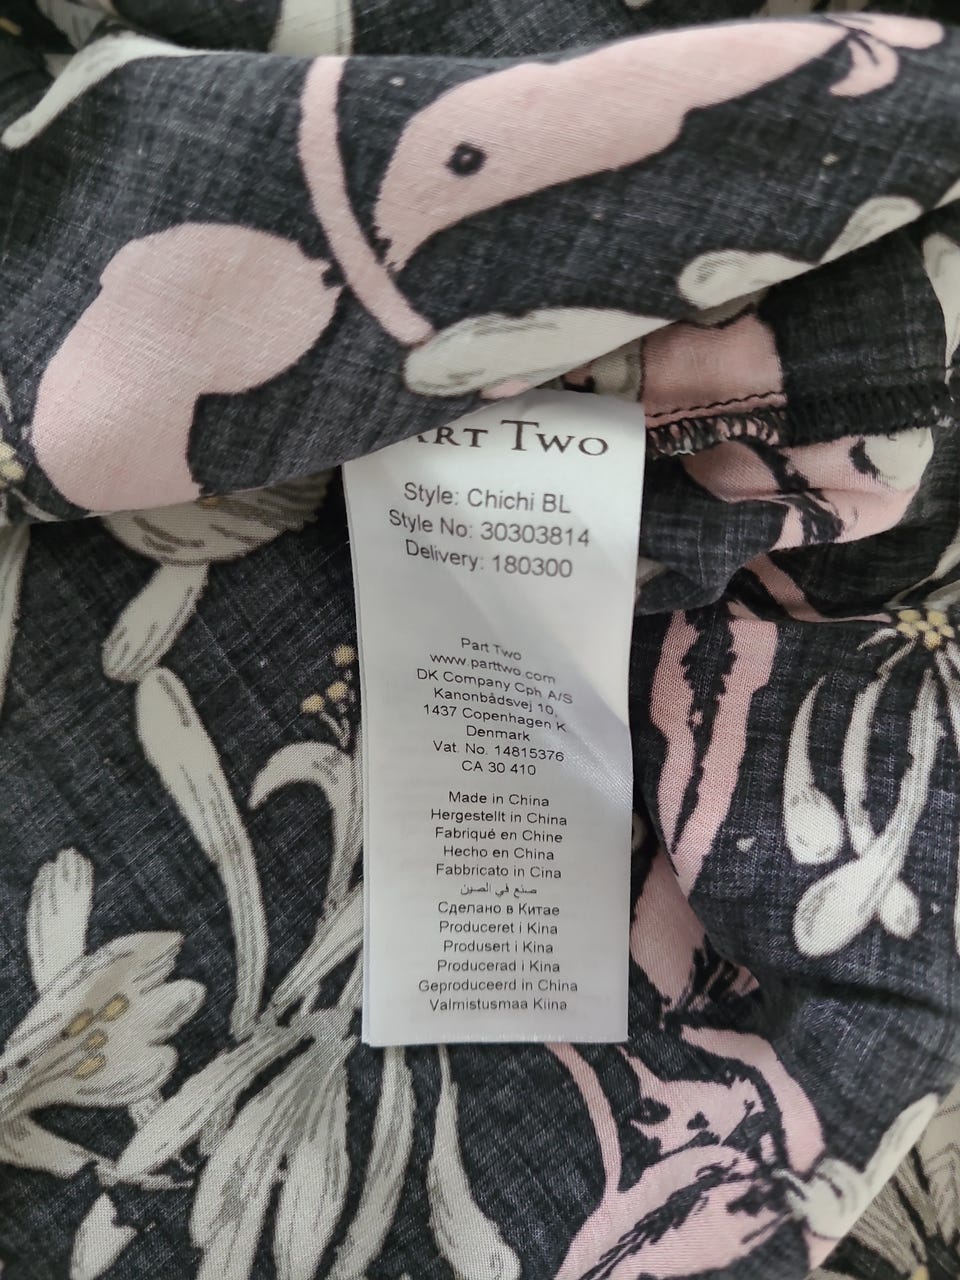 ART TWO
Style: Chichi BL
Style No: 30303814
Delivery: 180300
Part Two
www.parttwo.com
DK Company Cph A/S
Kanonbådsvej 10,
1437 Copenhagen K
Denmark
Vat. No. 14815376
CA 30 410
Made in China
Hergestellt in China
Fabriqué en Chine
Hecho en China
Fabbricato in Cina
صنع في الصين
Сделано в Китае
Produceret i Kina
Produsert i Kina
Producerad i Kina
Geproduceerd in China
Valmistusmaa Kiina